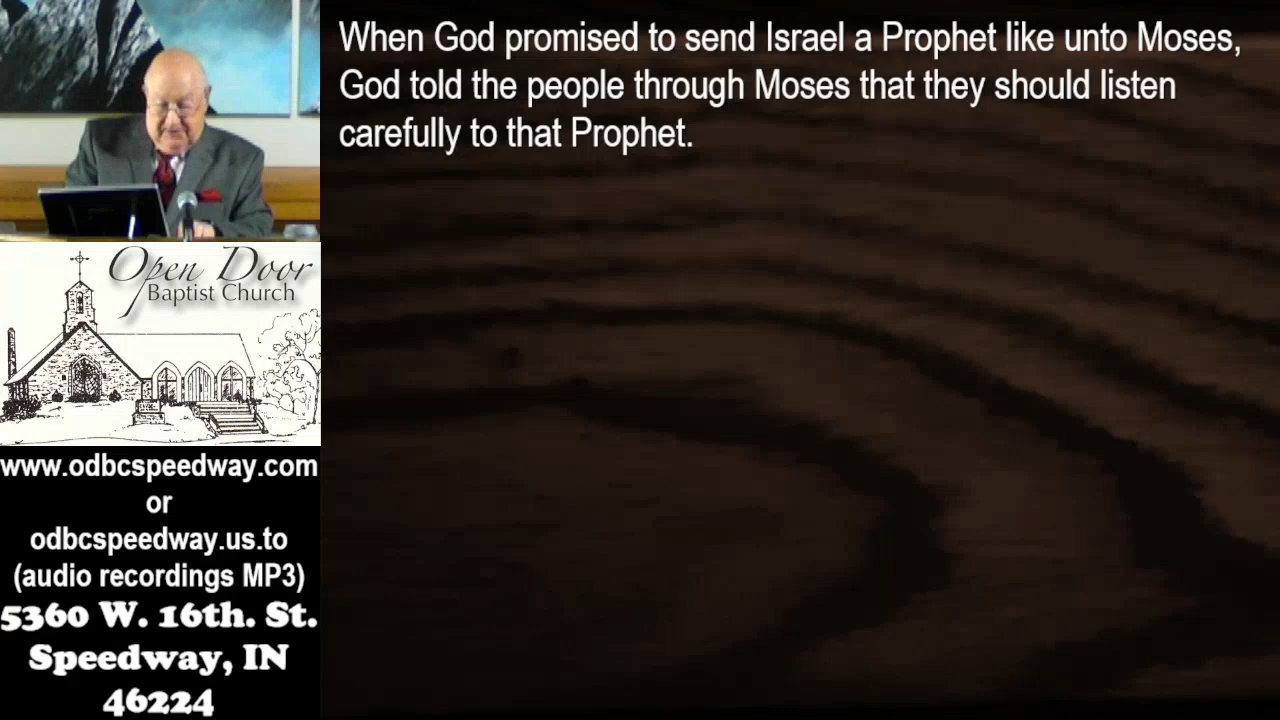 When God promised to send Israel a Prophet like unto Moses,
God told the people through Moses that they should listen
carefully to that Prophet.
Open Door
Baptist Church
www.odbcspeedway.com
or
odbcspeedway.us.to
(audio recordings MP3)
5360 W. 16th. St.
Speedway, IN
46224